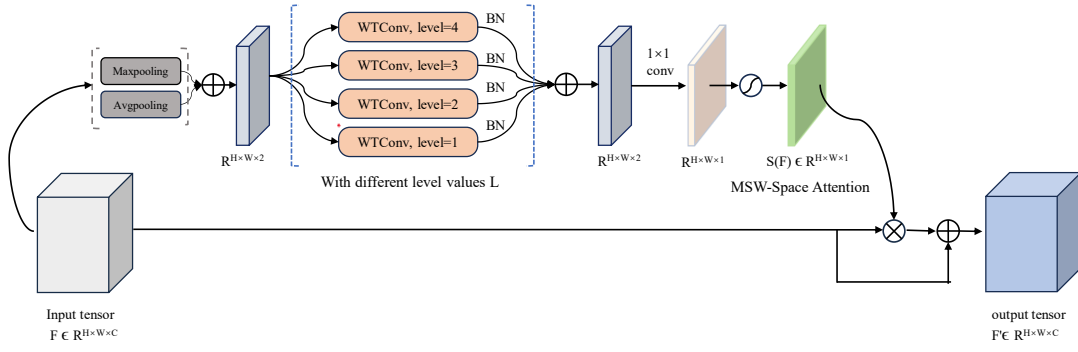 Maxpooling
Avgpooling
R^{H×W×2}
WTConv, level=4
WTConv, level=3
WTConv, level=2
WTConv, level=1
BN
BN
BN
BN
With different level values L
R^{H×W×2}
1×1
conv
R^{H×W×1}
S(F) ϵ R^{H×W×1}
MSW-Space Attention
Input tensor
F ϵ R^{H×W×C}
output tensor
F'ϵ R^{H×W×C}